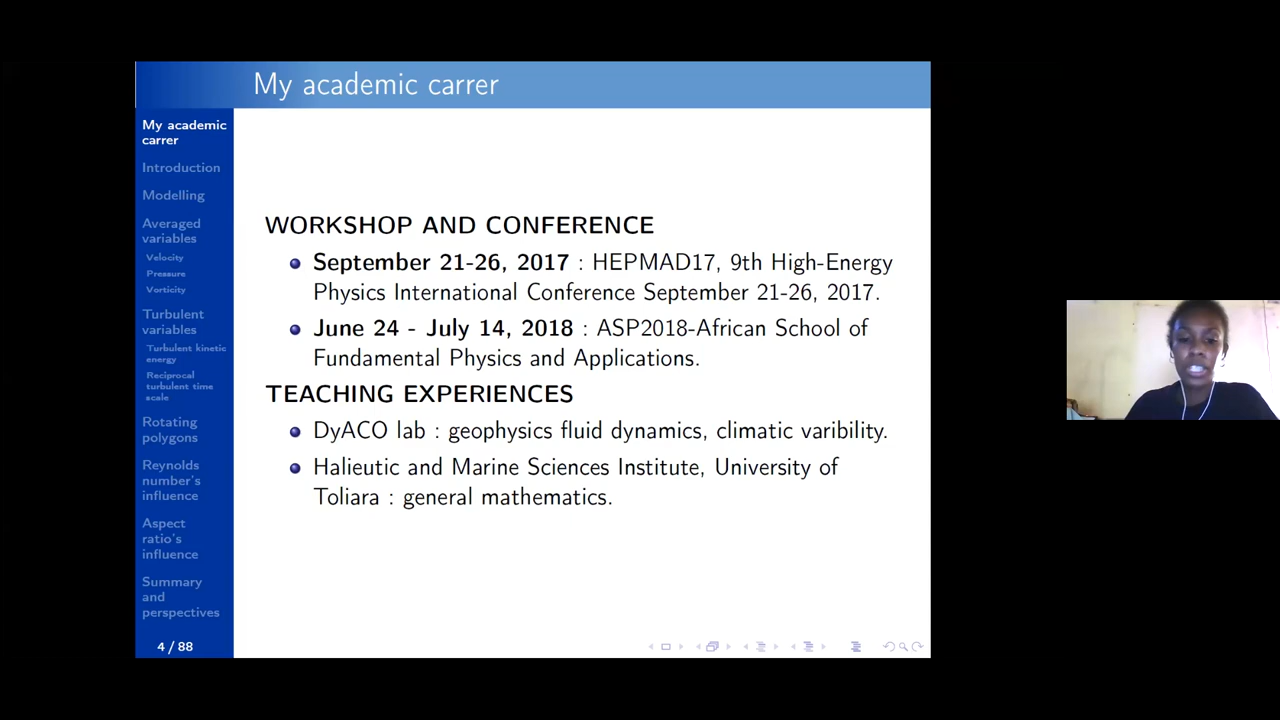 My academic carrer
My academic
carrer
Introduction
Modelling
Averaged
variables
Velocity
Pressure
Vorticity
Turbulent
variables
Turbulent kinetic
energy
Reciprocal
turbulent time
scale
Rotating
polygons
Reynolds
number's
influence
Aspect
ratio's
influence
Summary
and
perspectives
4 / 88
WORKSHOP AND CONFERENCE
September 21-26, 2017 : HEPMAD17, 9th High-Energy
Physics International Conference September 21-26, 2017.
June 24 - July 14, 2018 : ASP2018-African School of
Fundamental Physics and Applications.
TEACHING EXPERIENCES
DyACO lab : geophysics fluid dynamics, climatic varibility.
Halieutic and Marine Sciences Institute, University of
Toliara : general mathematics.